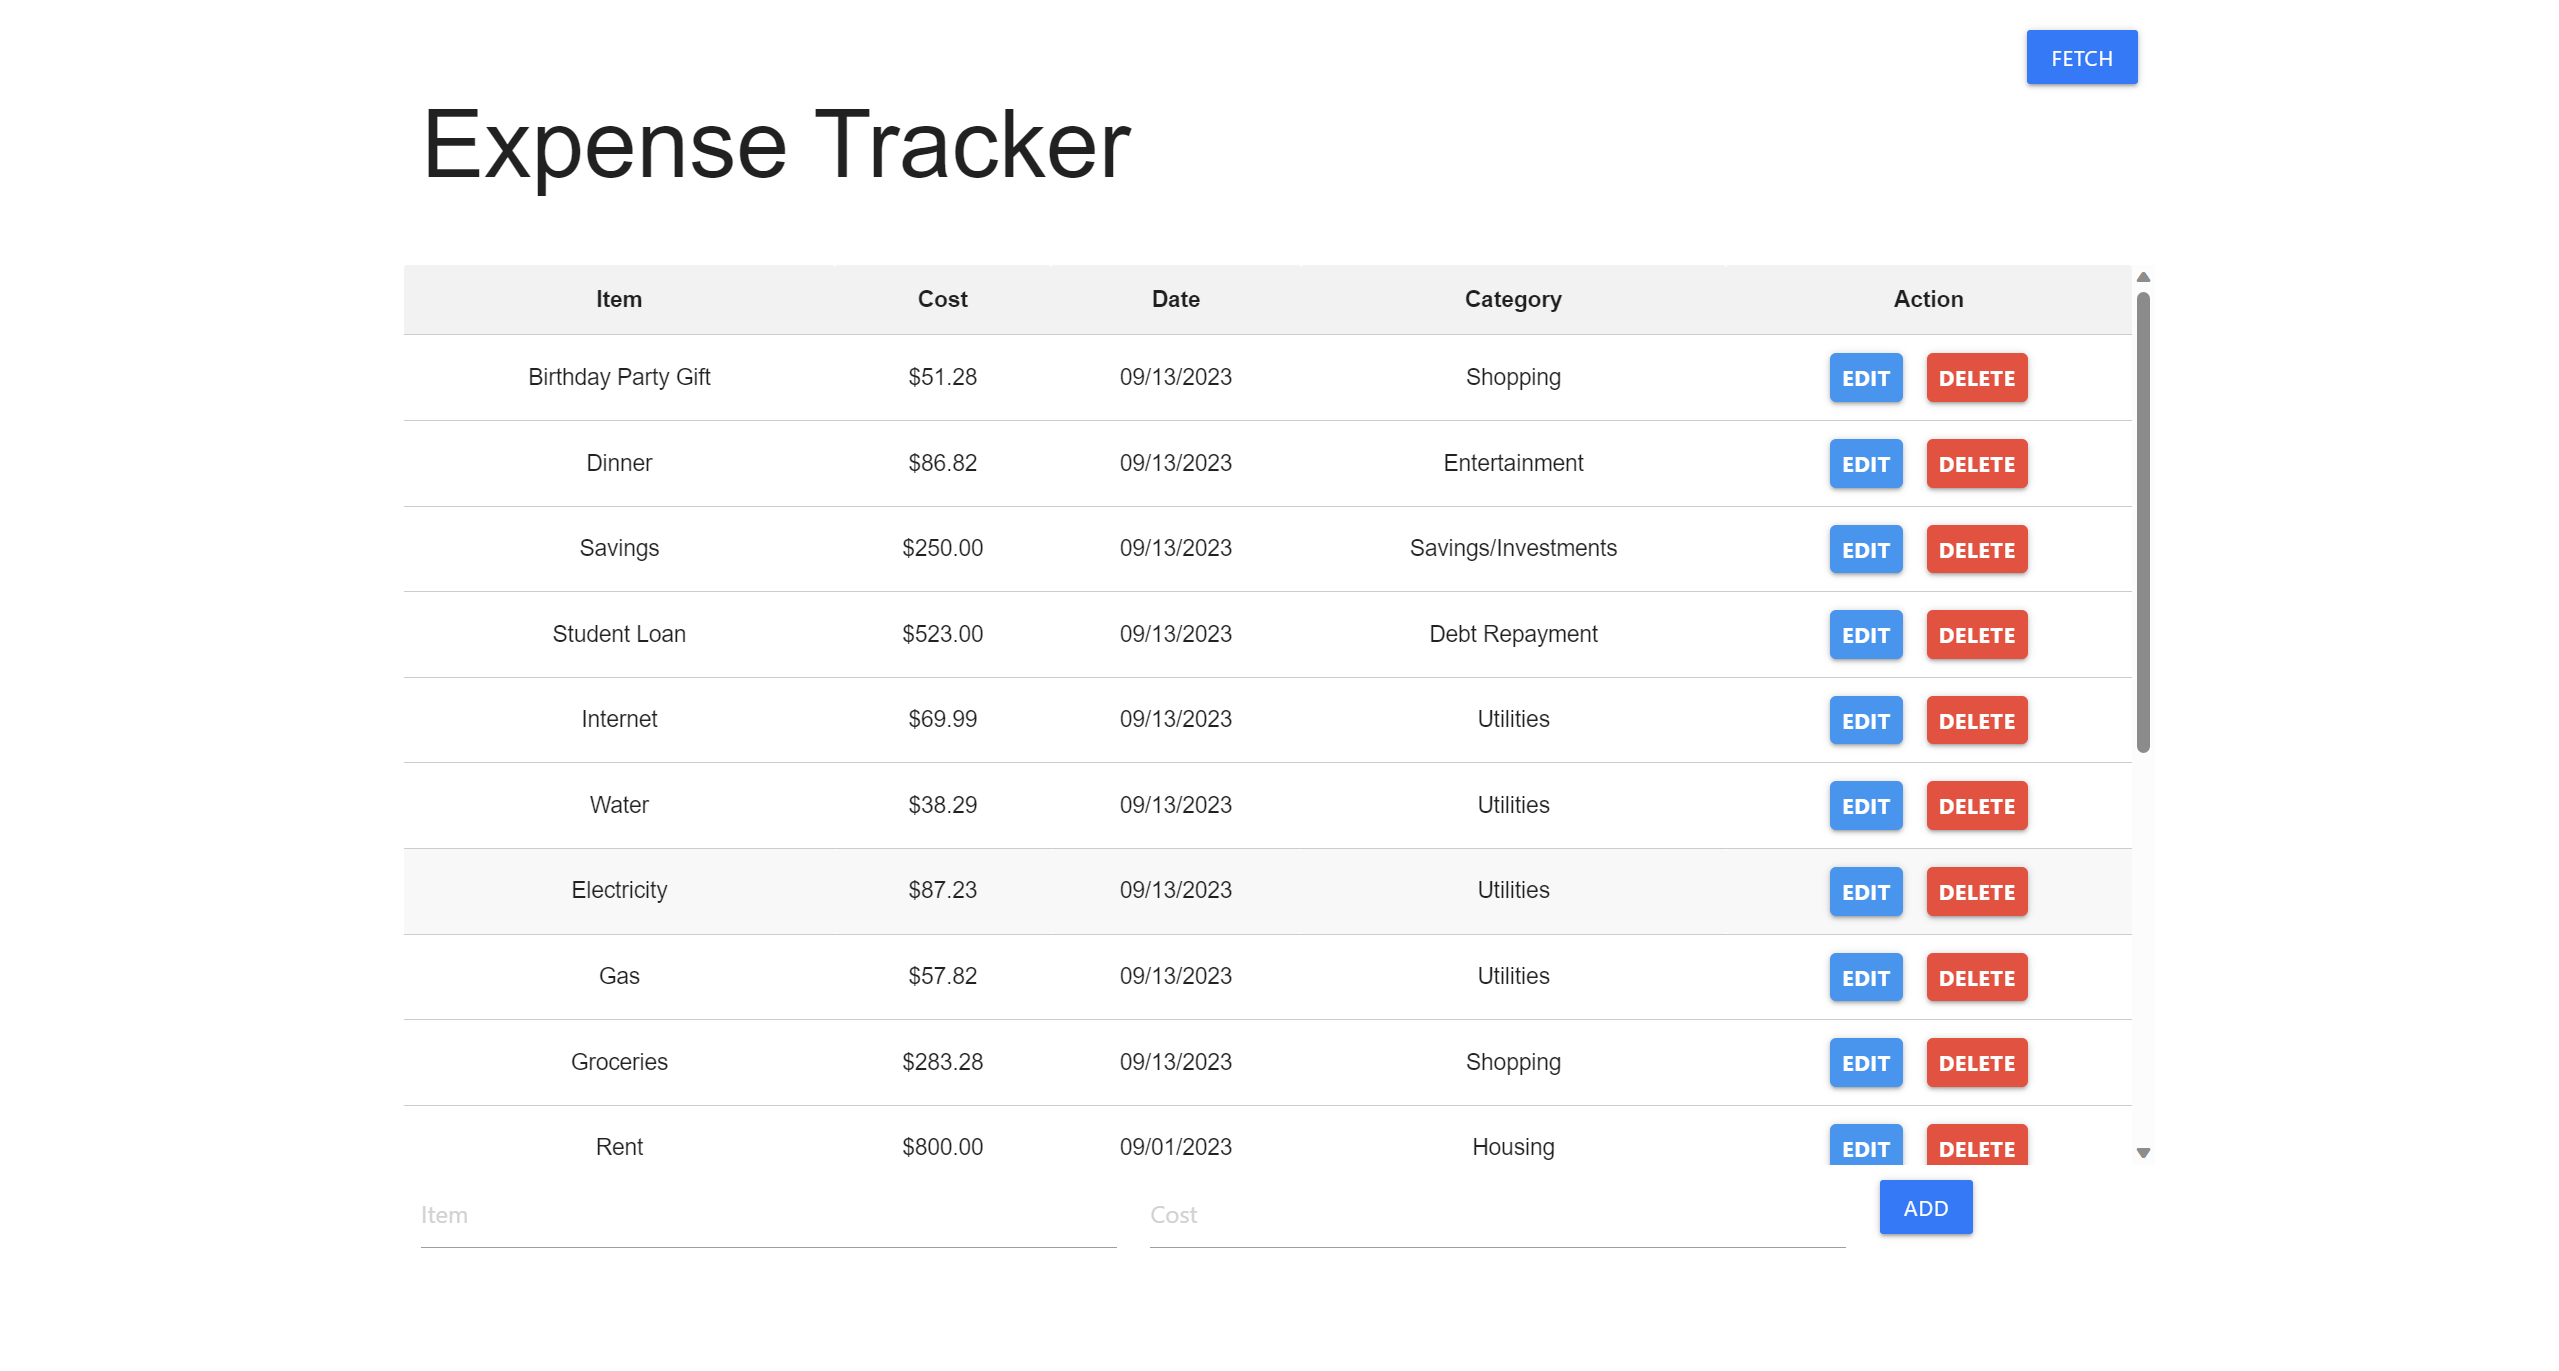 FETCH
Expense Tracker
Item Cost Date Category Action
Birthday Party Gift $51.28 09/13/2023 Shopping EDIT DELETE
Dinner $86.82 09/13/2023 Entertainment EDIT DELETE
Savings $250.00 09/13/2023 Savings/Investments EDIT DELETE
Student Loan $523.00 09/13/2023 Debt Repayment EDIT DELETE
Internet $69.99 09/13/2023 Utilities EDIT DELETE
Water $38.29 09/13/2023 Utilities EDIT DELETE
Electricity $87.23 09/13/2023 Utilities EDIT DELETE
Gas $57.82 09/13/2023 Utilities EDIT DELETE
Groceries $283.28 09/13/2023 Shopping EDIT DELETE
Rent $800.00 09/01/2023 Housing EDIT DELETE
Item Cost ADD